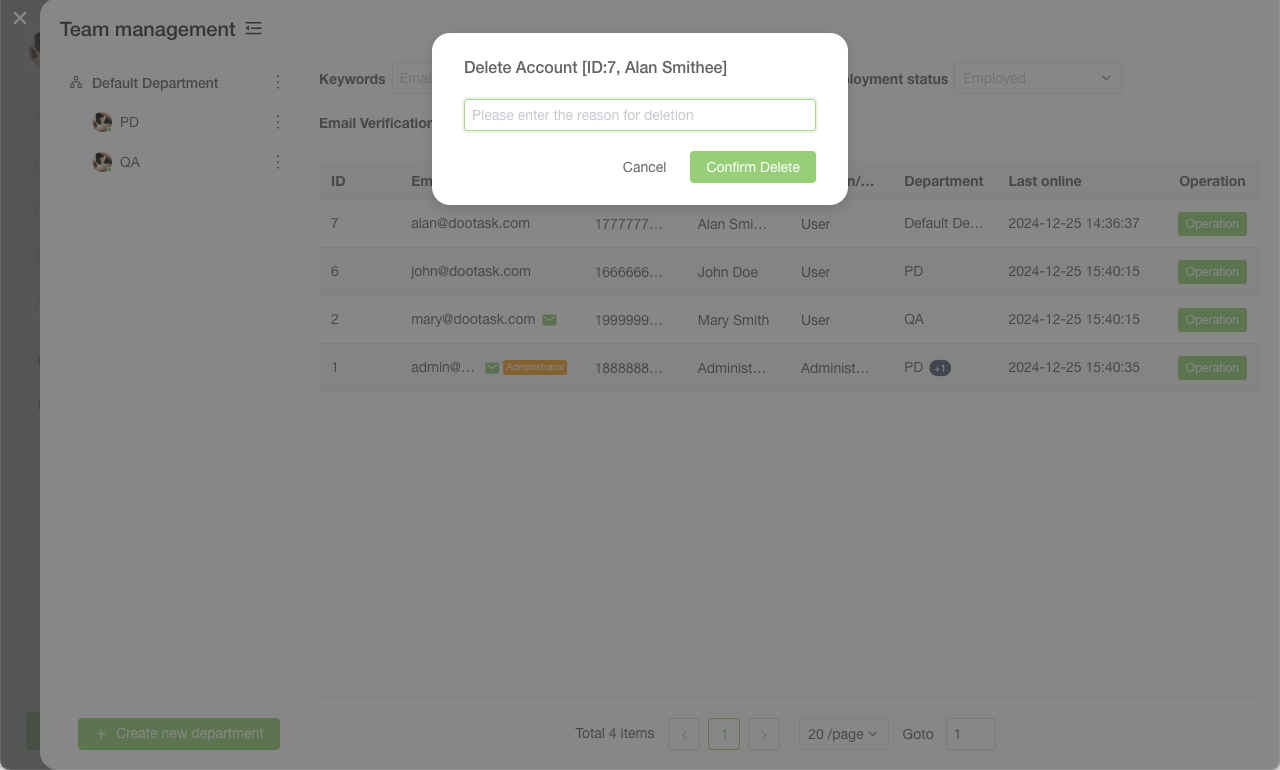 Team management
Default Department
PD
QA
Create new department
Delete Account [ID:7, Alan Smithee]
Please enter the reason for deletion
Cancel
Confirm Delete
Keywords
Employed
Email Verification
ID Department Last online Operation
7 alan@dootask.com 1777777... Alan Smi... User Default De... 2024-12-25 14:36:37 Operation
6 john@dootask.com 1666666... John Doe User PD 2024-12-25 15:40:15 Operation
2 mary@dootask.com 1999999... Mary Smith User QA 2024-12-25 15:40:15 Operation
1 admin@... Administrator 1888888... Administ... Administ... PD +1 2024-12-25 15:40:35 Operation
Total 4 items 1 20 /page Goto 1